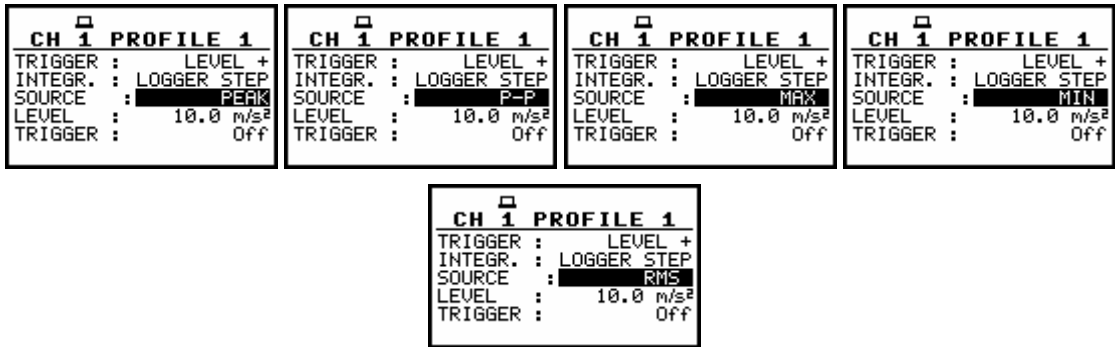 CH 1 PROFILE 1
TRIGGER : LEVEL +
INTEGR. : LOGGER STEP
SOURCE : PEAK
LEVEL : 10.0 m/s²
TRIGGER : Off
CH 1 PROFILE 1
TRIGGER : LEVEL +
INTEGR. : LOGGER STEP
SOURCE : P-P
LEVEL : 10.0 m/s²
TRIGGER : Off
CH 1 PROFILE 1
TRIGGER : LEVEL +
INTEGR. : LOGGER STEP
SOURCE : MAX
LEVEL : 10.0 m/s²
TRIGGER : Off
CH 1 PROFILE 1
TRIGGER : LEVEL +
INTEGR. : LOGGER STEP
SOURCE : MIN
LEVEL : 10.0 m/s²
TRIGGER : Off
CH 1 PROFILE 1
TRIGGER : LEVEL +
INTEGR. : LOGGER STEP
SOURCE : RMS
LEVEL : 10.0 m/s²
TRIGGER : Off